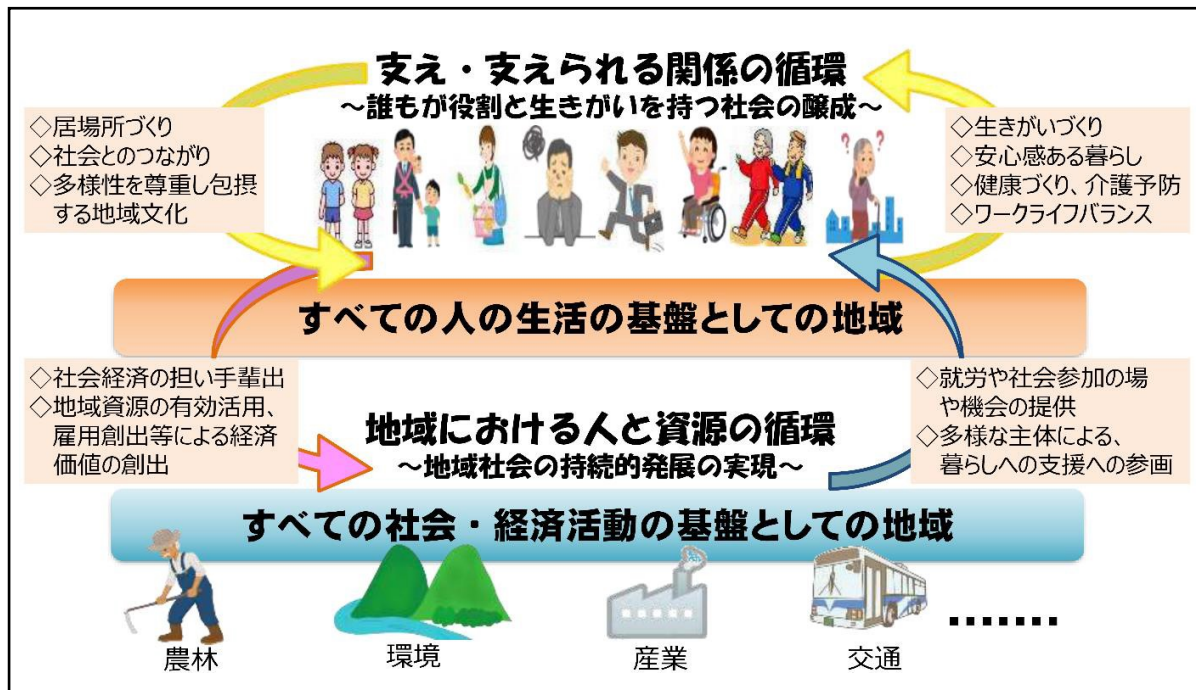 支え・支えられる関係の循環
～誰もが役割と生きがいを持つ社会の醸成～
◇居場所づくり
◇社会とのつながり
◇多様性を尊重し包摂
する地域文化
◇生きがいづくり
◇安心感ある暮らし
◇健康づくり、介護予防
◇ワークライフバランス
すべての人の生活の基盤としての地域
◇社会経済の担い手輩出
◇地域資源の有効活用、
雇用創出等による経済
価値の創出
地域における人と資源の循環
～地域社会の持続的発展の実現～
◇就労や社会参加の場
や機会の提供
◇多様な主体による、
暮らしへの支援への参画
すべての社会・経済活動の基盤としての地域
農林
環境
産業
交通
‥‥‥‥